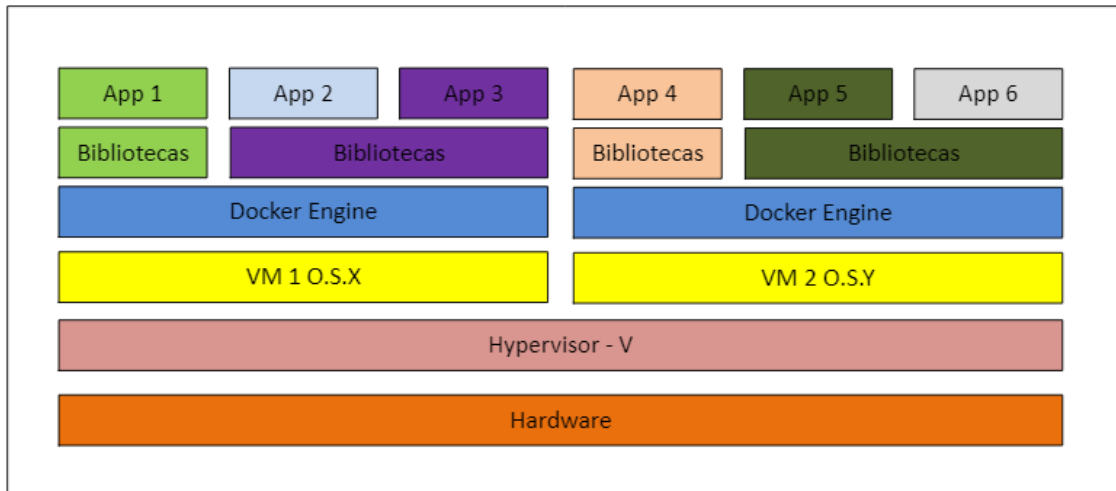 App 1 App 2 App 3 App 4 App 5 App 6
Bibliotecas Bibliotecas Bibliotecas Bibliotecas
Docker Engine Docker Engine
VM 1 O.S.X VM 2 O.S.Y
Hypervisor - V
Hardware